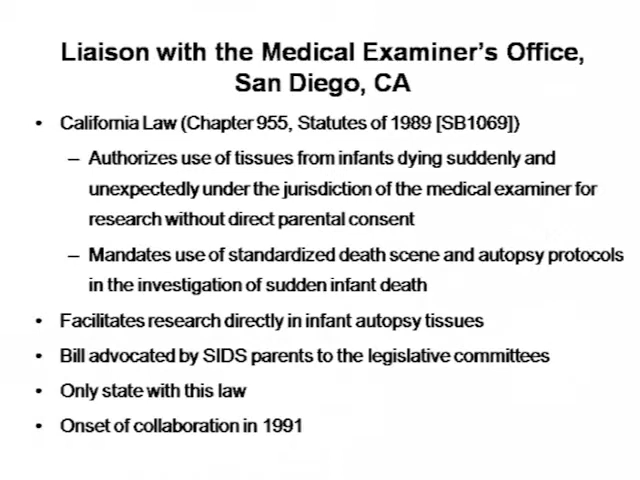 Liaison with the Medical Examiner's Office,
San Diego, CA
• California Law (Chapter 955, Statutes of 1989 [SB1069])
– Authorizes use of tissues from infants dying suddenly and
unexpectedly under the jurisdiction of the medical examiner for
research without direct parental consent
– Mandates use of standardized death scene and autopsy protocols
in the investigation of sudden infant death
• Facilitates research directly in infant autopsy tissues
• Bill advocated by SIDS parents to the legislative committees
• Only state with this law
• Onset of collaboration in 1991